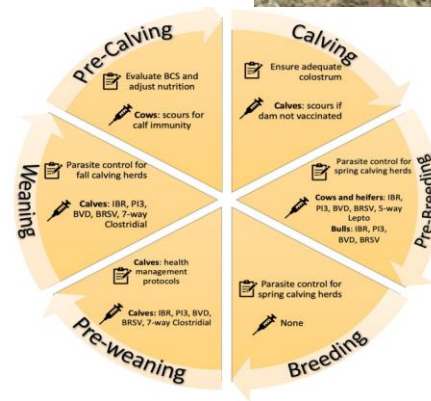 Pre-Calving
Evaluate BCS and
adjust nutrition
Cows: scours for
calf immunity
Calving
Ensure adequate
colostrum
Calves: scours if
dam not vaccinated
Pre-Breeding
Parasite control for
spring calving herds
Cows and heifers: IBR,
PI3, BVD, BRSV, 5-way
Lepto
Bulls: IBR, PI3,
BVD, BRSV
Breeding
Parasite control for
spring calving herds
None
Pre-weaning
Calves: health
management
protocols
Calves: IBR, PI3, BVD,
BRSV, 7-way Clostridial
Weaning
Parasite control for
fall calving herds
Calves: IBR, PI3,
BVD, BRSV, 7-way
Clostridial